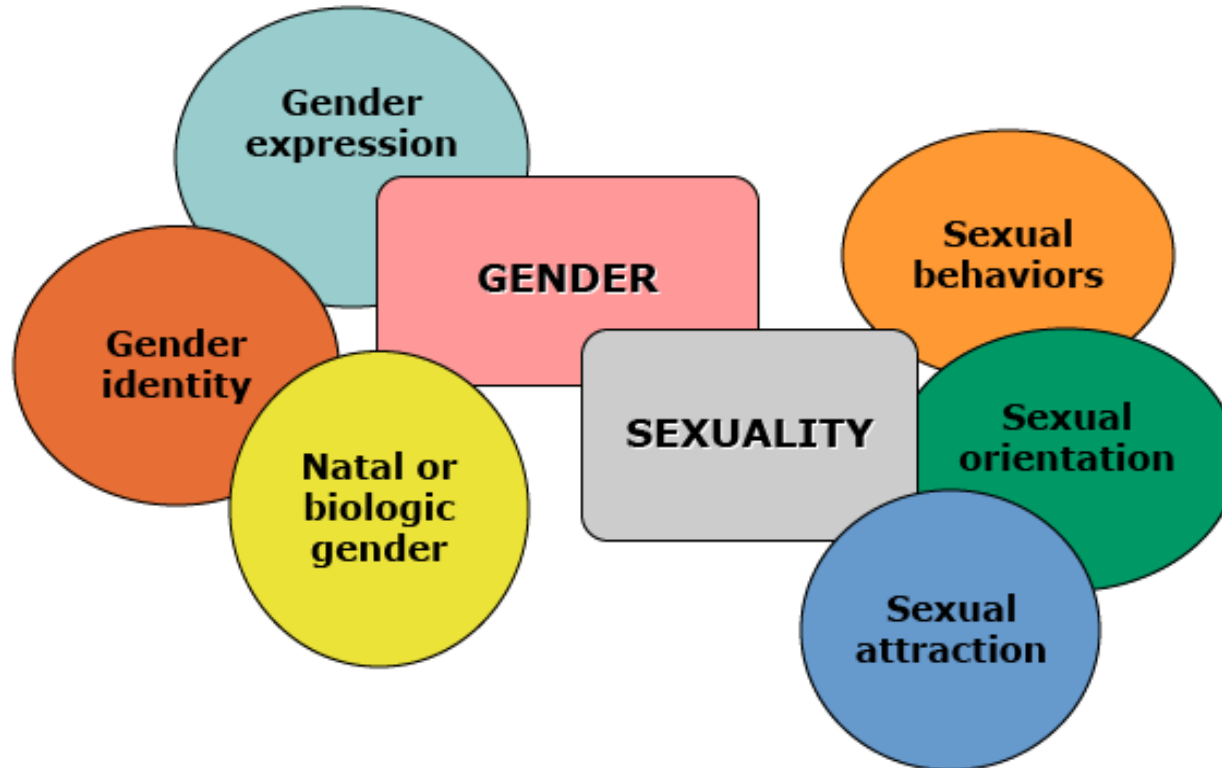 Gender
expression
GENDER
Gender
identity
Natal or
biologic
gender
Sexual
behaviors
SEXUALITY
Sexual
orientation
Sexual
attraction